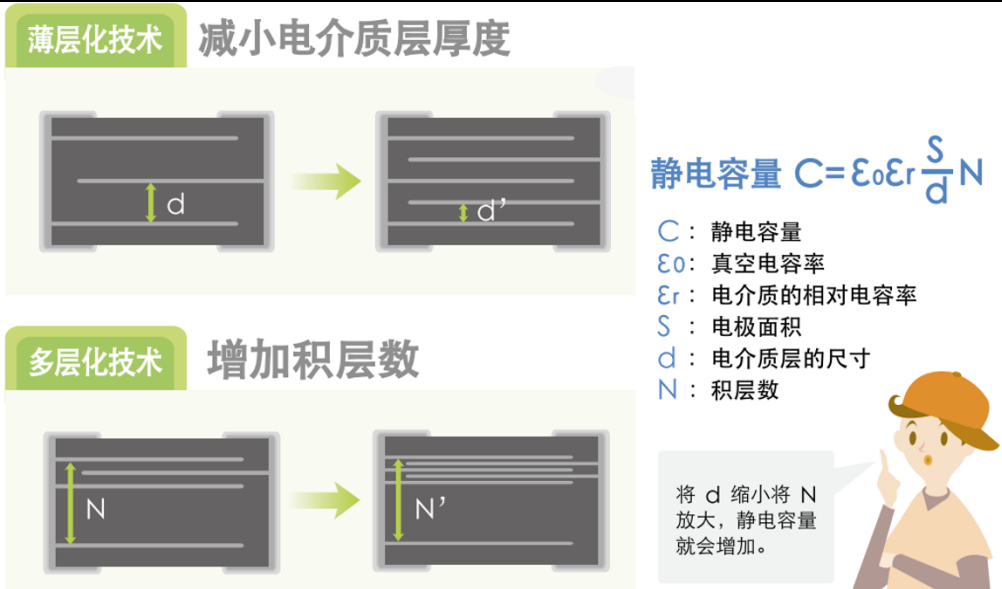 薄层化技术 减小电介质层厚度
d
d’
静电容量 C=ε0εr S/d N
C： 静电容量
ε0： 真空电容率
εr： 电介质的相对电容率
S： 电极面积
d： 电介质层的尺寸
N： 积层数
多层化技术 增加积层数
N
N’
将 d 缩小将 N
放大，静电容量
就会增加。